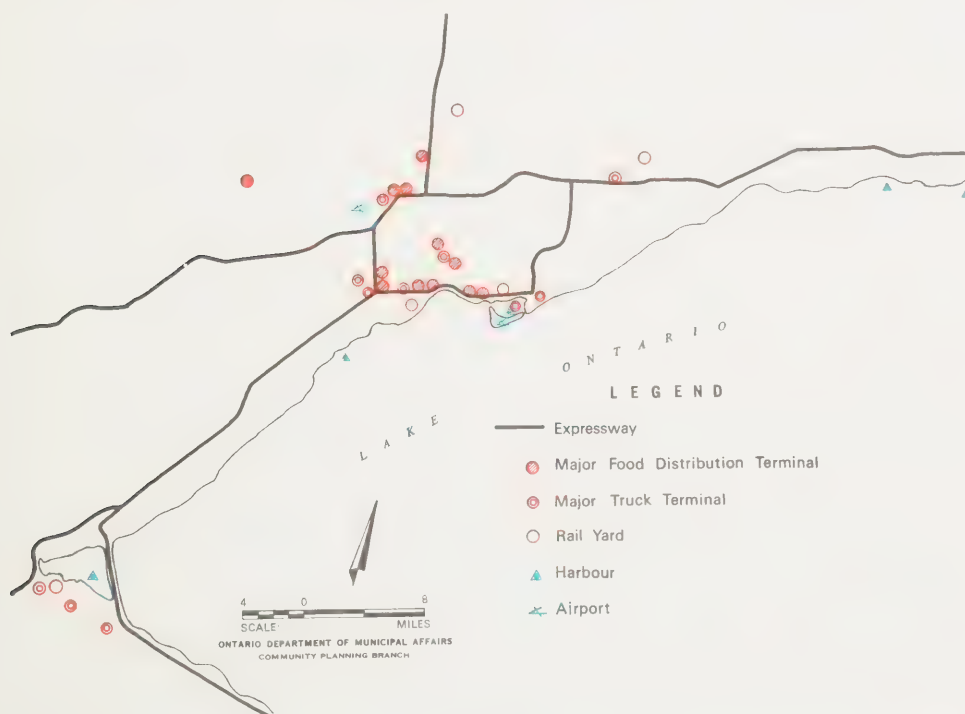 LAKE ONTARIO
LEGEND
Expressway
Major Food Distribution Terminal
Major Truck Terminal
Rail Yard
Harbour
Airport
4 0 8
SCALE: MILES
ONTARIO DEPARTMENT OF MUNICIPAL AFFAIRS
COMMUNITY PLANNING BRANCH